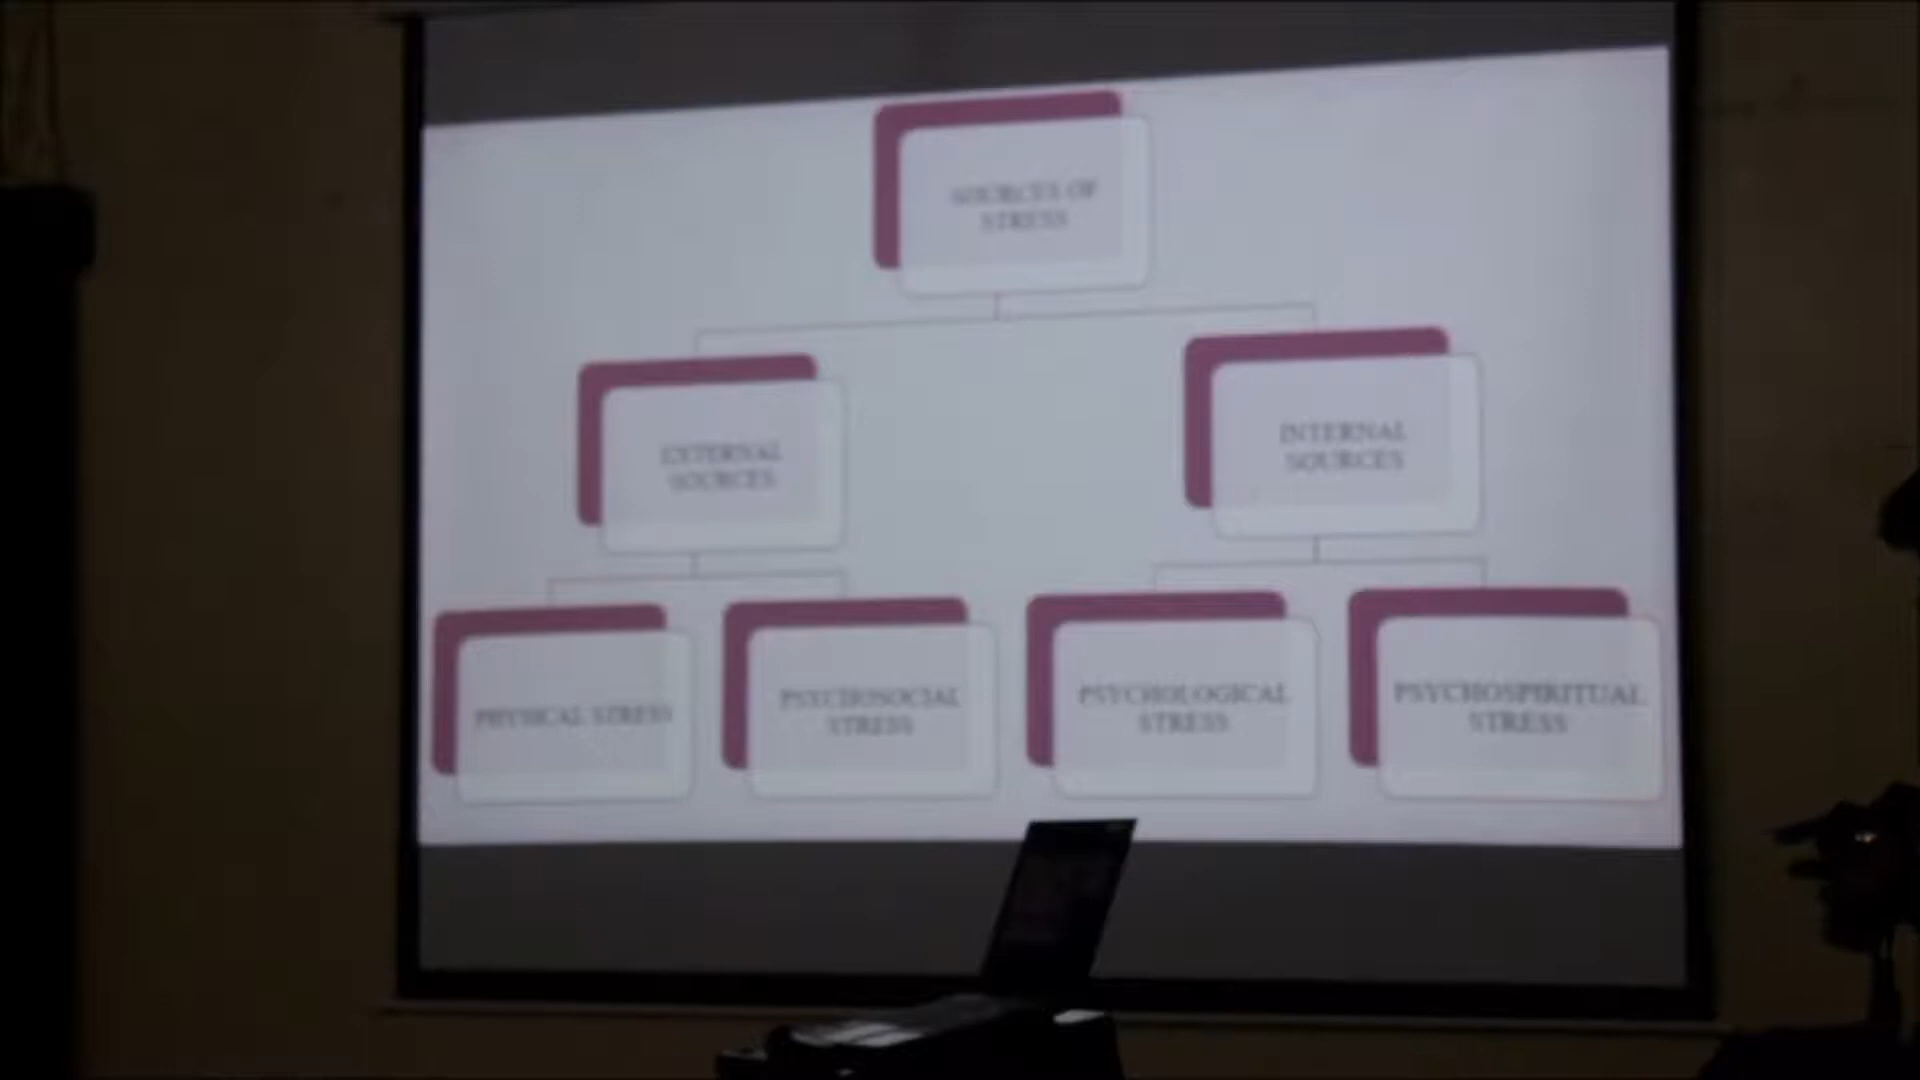 SOURCES OF
STRESS
EXTERNAL
SOURCES
INTERNAL
SOURCES
PHYSICAL STRESS
PSYCHOSOCIAL
STRESS
PSYCHOLOGICAL
STRESS
PSYCHOSPIRITUAL
STRESS